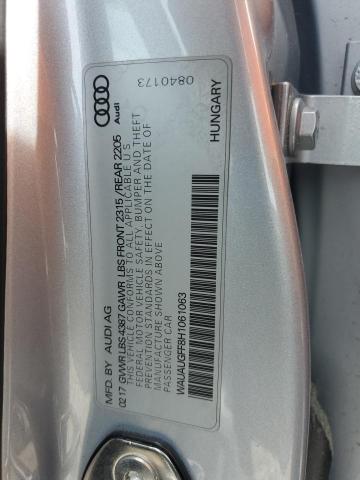 MFD. BY AUDI AG
0217 GVWR LBS 4387 GAWR LBS FRONT 2315 /REAR 2205
THIS VEHICLE CONFORMS TO ALL APPLICABLE U S
FEDERAL MOTOR VEHICLE SAFETY, BUMPER AND THEFT
PREVENTION STANDARDS IN EFFECT ON THE DATE OF
MANUFACTURE SHOWN ABOVE
PASSENGER CAR
WAUAUGFF8H1061063
Audi
0840173
HUNGARY